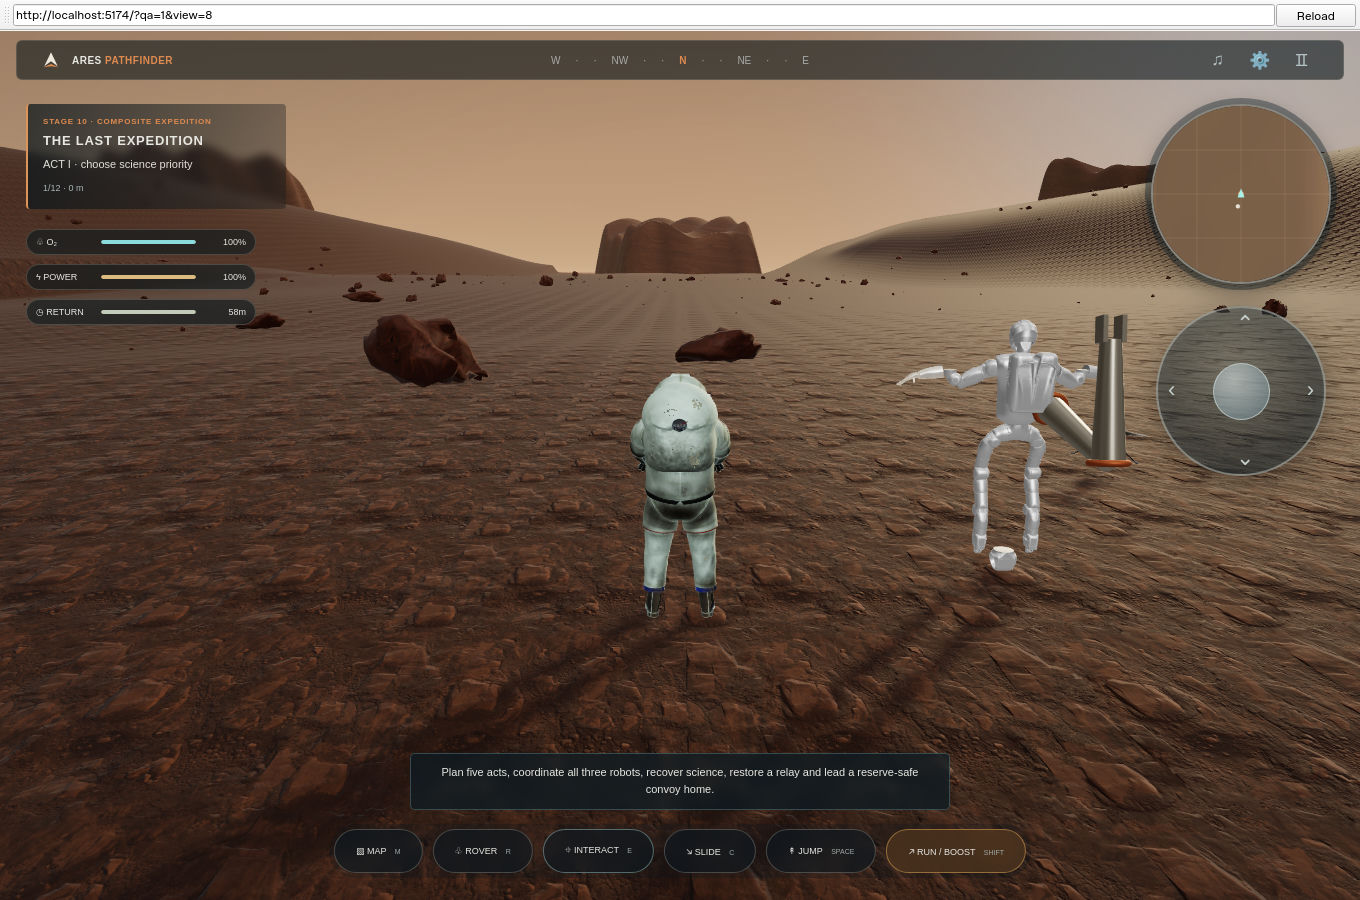 http://localhost:5174/?qa=1&view=8
Reload
ARES PATHFINDER
W · · NW · · N · · NE · · E
STAGE 10 · COMPOSITE EXPEDITION
THE LAST EXPEDITION
ACT I · choose science priority
1/12 · 0 m
O₂ 100%
POWER 100%
RETURN 58m
Plan five acts, coordinate all three robots, recover science, restore a relay and lead a reserve-safe
convoy home.
MAP M
ROVER R
INTERACT E
SLIDE C
JUMP SPACE
RUN / BOOST SHIFT